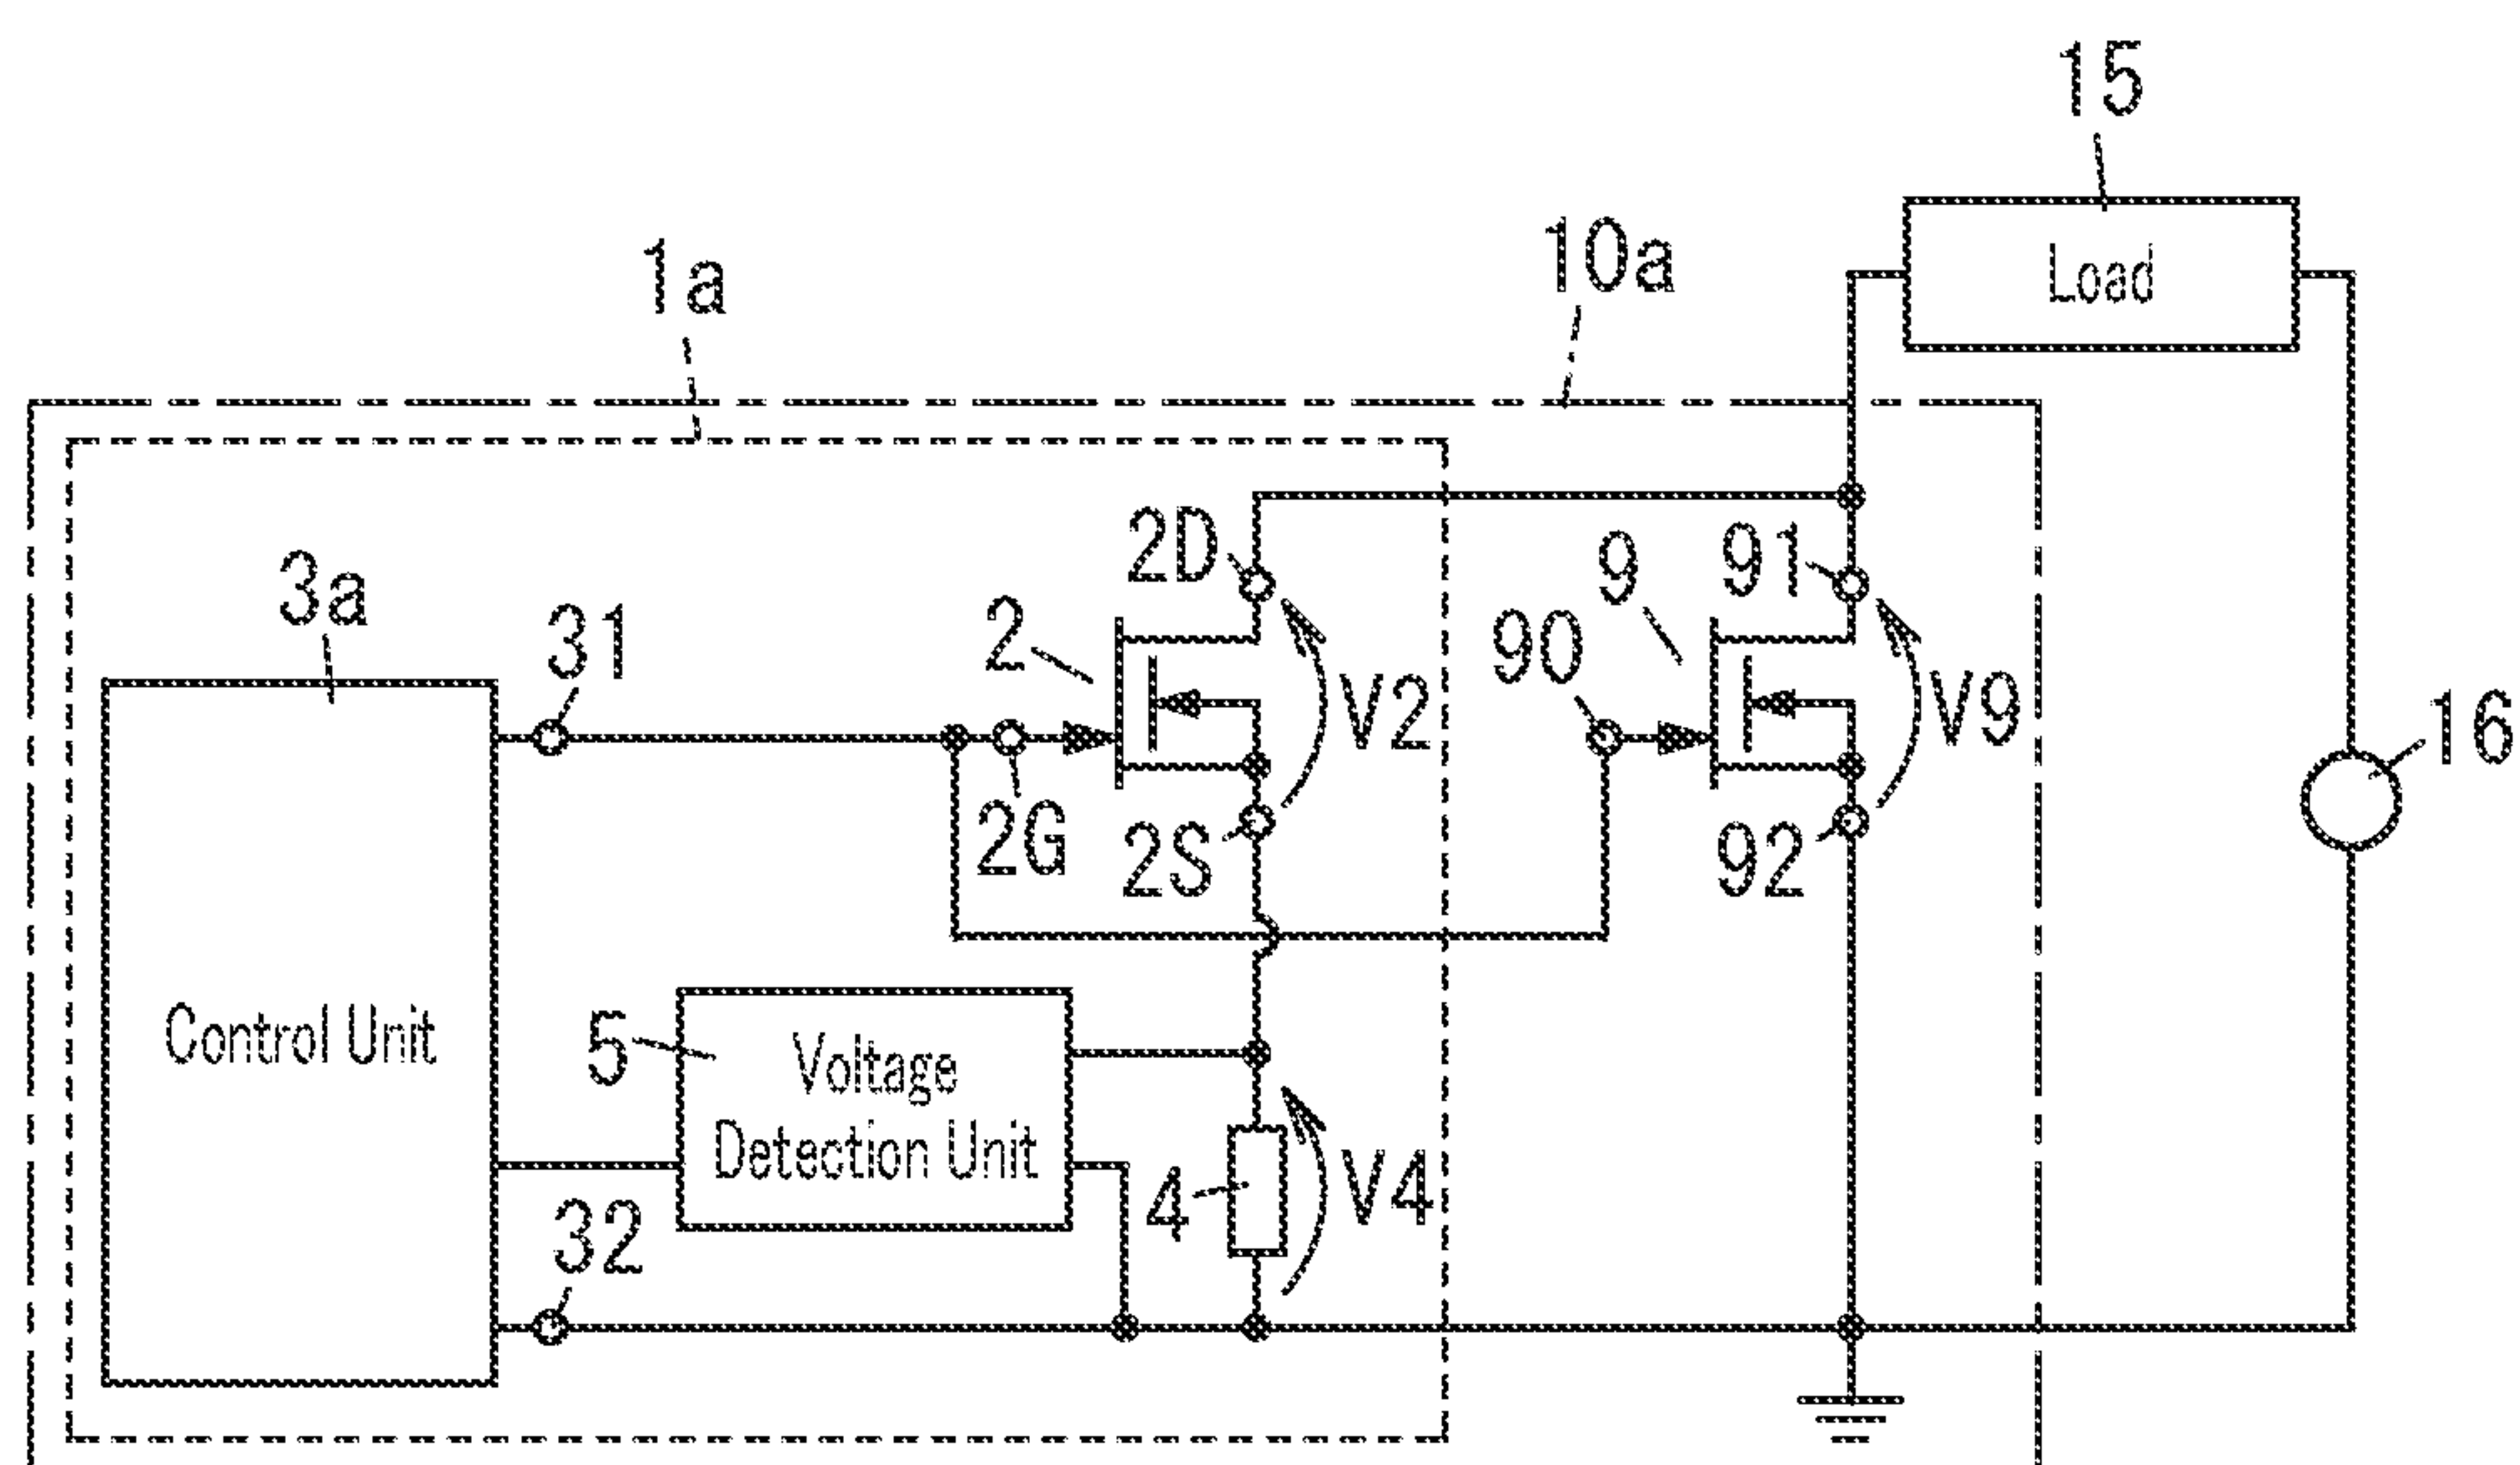 15
Load
1a
10a
2D
9
91
3a
31
2
90
V2
V9
16
2G
2S
92
Control Unit
5
Voltage
Detection Unit
4
V4
32